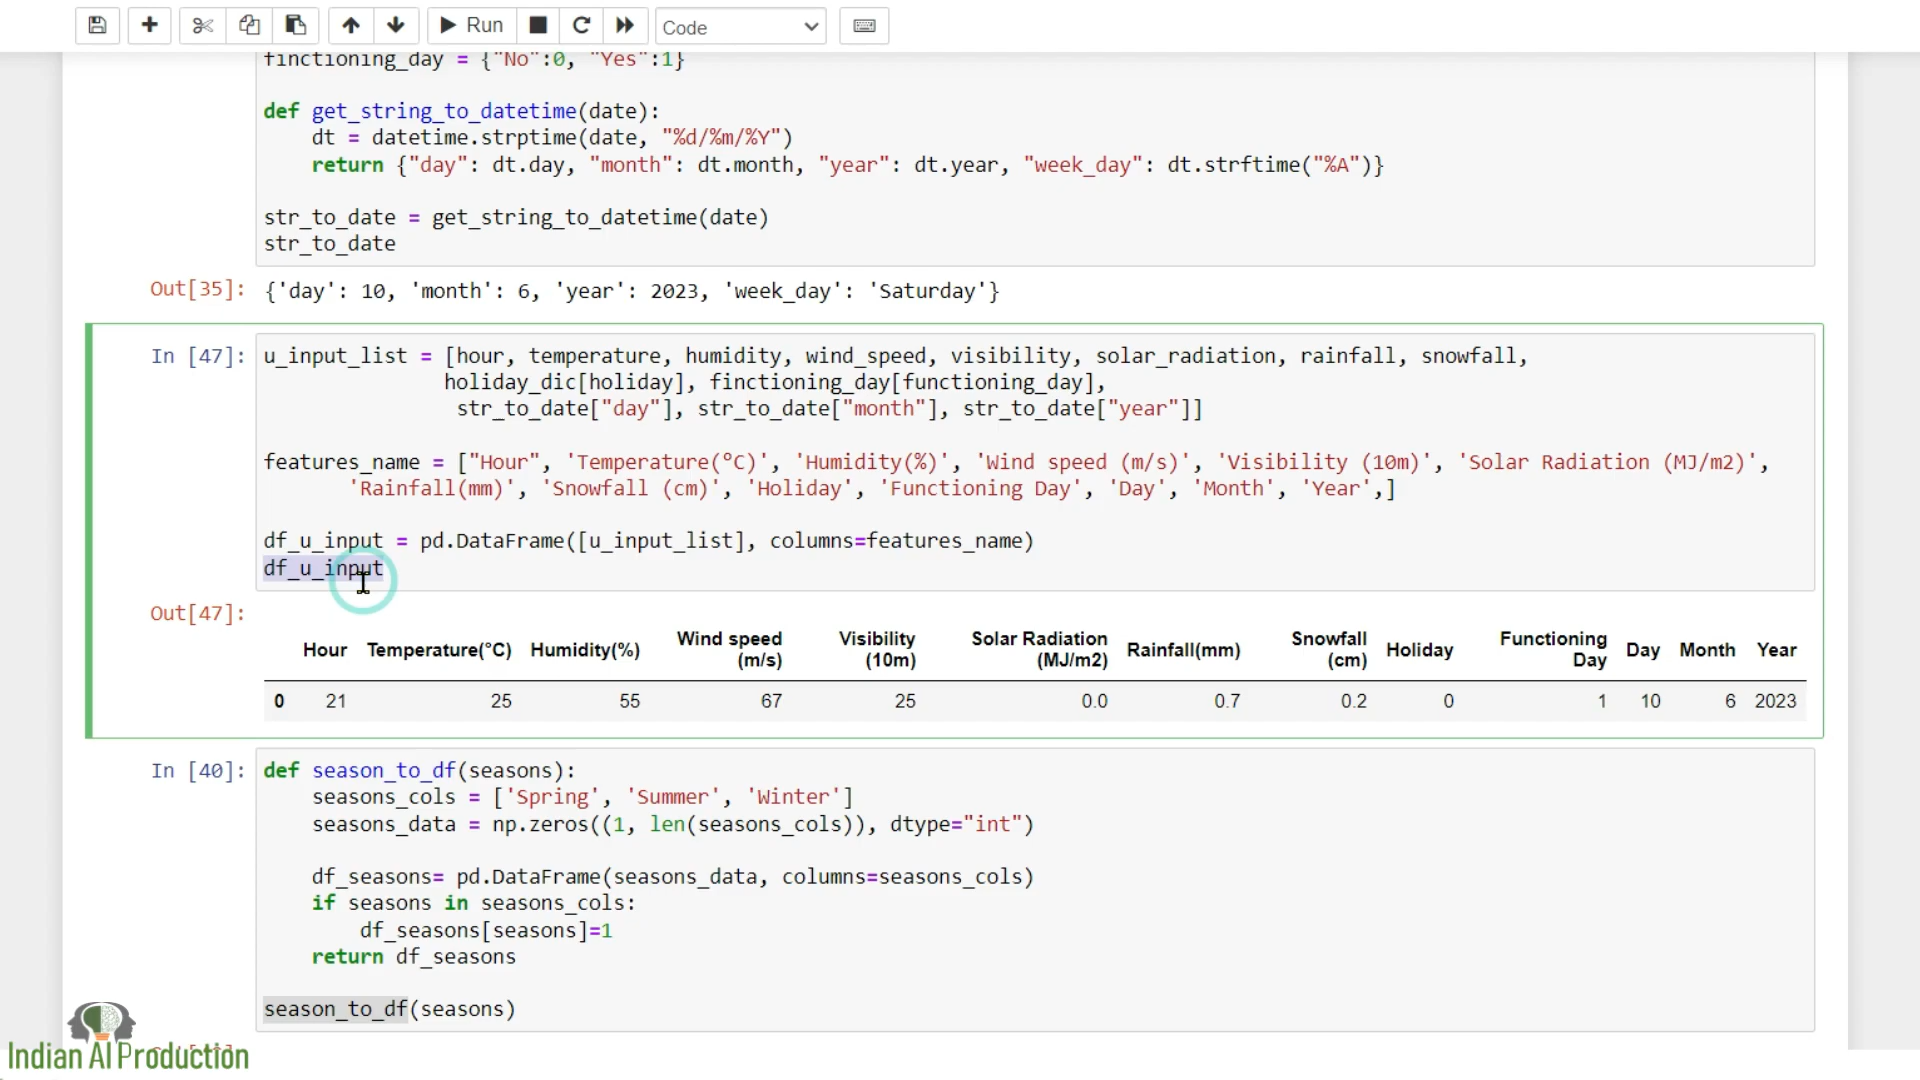 Run
Code
finctioning_day = {"No":0, "Yes":1}
def get_string_to_datetime(date):
dt = datetime.strptime(date, "%d/%m/%Y")
return {"day": dt.day, "month": dt.month, "year": dt.year, "week_day": dt.strftime("%A")}
str_to_date = get_string_to_datetime(date)
str_to_date
Out[35]: {'day': 10, 'month': 6, 'year': 2023, 'week_day': 'Saturday'}
In [47]: u_input_list = [hour, temperature, humidity, wind_speed, visibility, solar_radiation, rainfall, snowfall,
holiday_dic[holiday], finctioning_day[functioning_day],
str_to_date["day"], str_to_date["month"], str_to_date["year"]]
features_name = ["Hour", 'Temperature(°C)', 'Humidity(%)', 'Wind speed (m/s)', 'Visibility (10m)', 'Solar Radiation (MJ/m2)',
'Rainfall(mm)', 'Snowfall (cm)', 'Holiday', 'Functioning Day', 'Day', 'Month', 'Year',]
df_u_input = pd.DataFrame([u_input_list], columns=features_name)
df_u_input
Out[47]:
Hour Temperature(°C) Humidity(%) Wind speed (m/s) Visibility (10m) Solar Radiation (MJ/m2) Rainfall(mm) Snowfall (cm) Holiday Functioning Day Day Month Year
0 21 25 55 67 25 0.0 0.7 0.2 0 1 10 6 2023
In [40]: def season_to_df(seasons):
seasons_cols = ['Spring', 'Summer', 'Winter']
seasons_data = np.zeros((1, len(seasons_cols)), dtype="int")
df_seasons= pd.DataFrame(seasons_data, columns=seasons_cols)
if seasons in seasons_cols:
df_seasons[seasons]=1
return df_seasons
season_to_df(seasons)
Indian AI Production